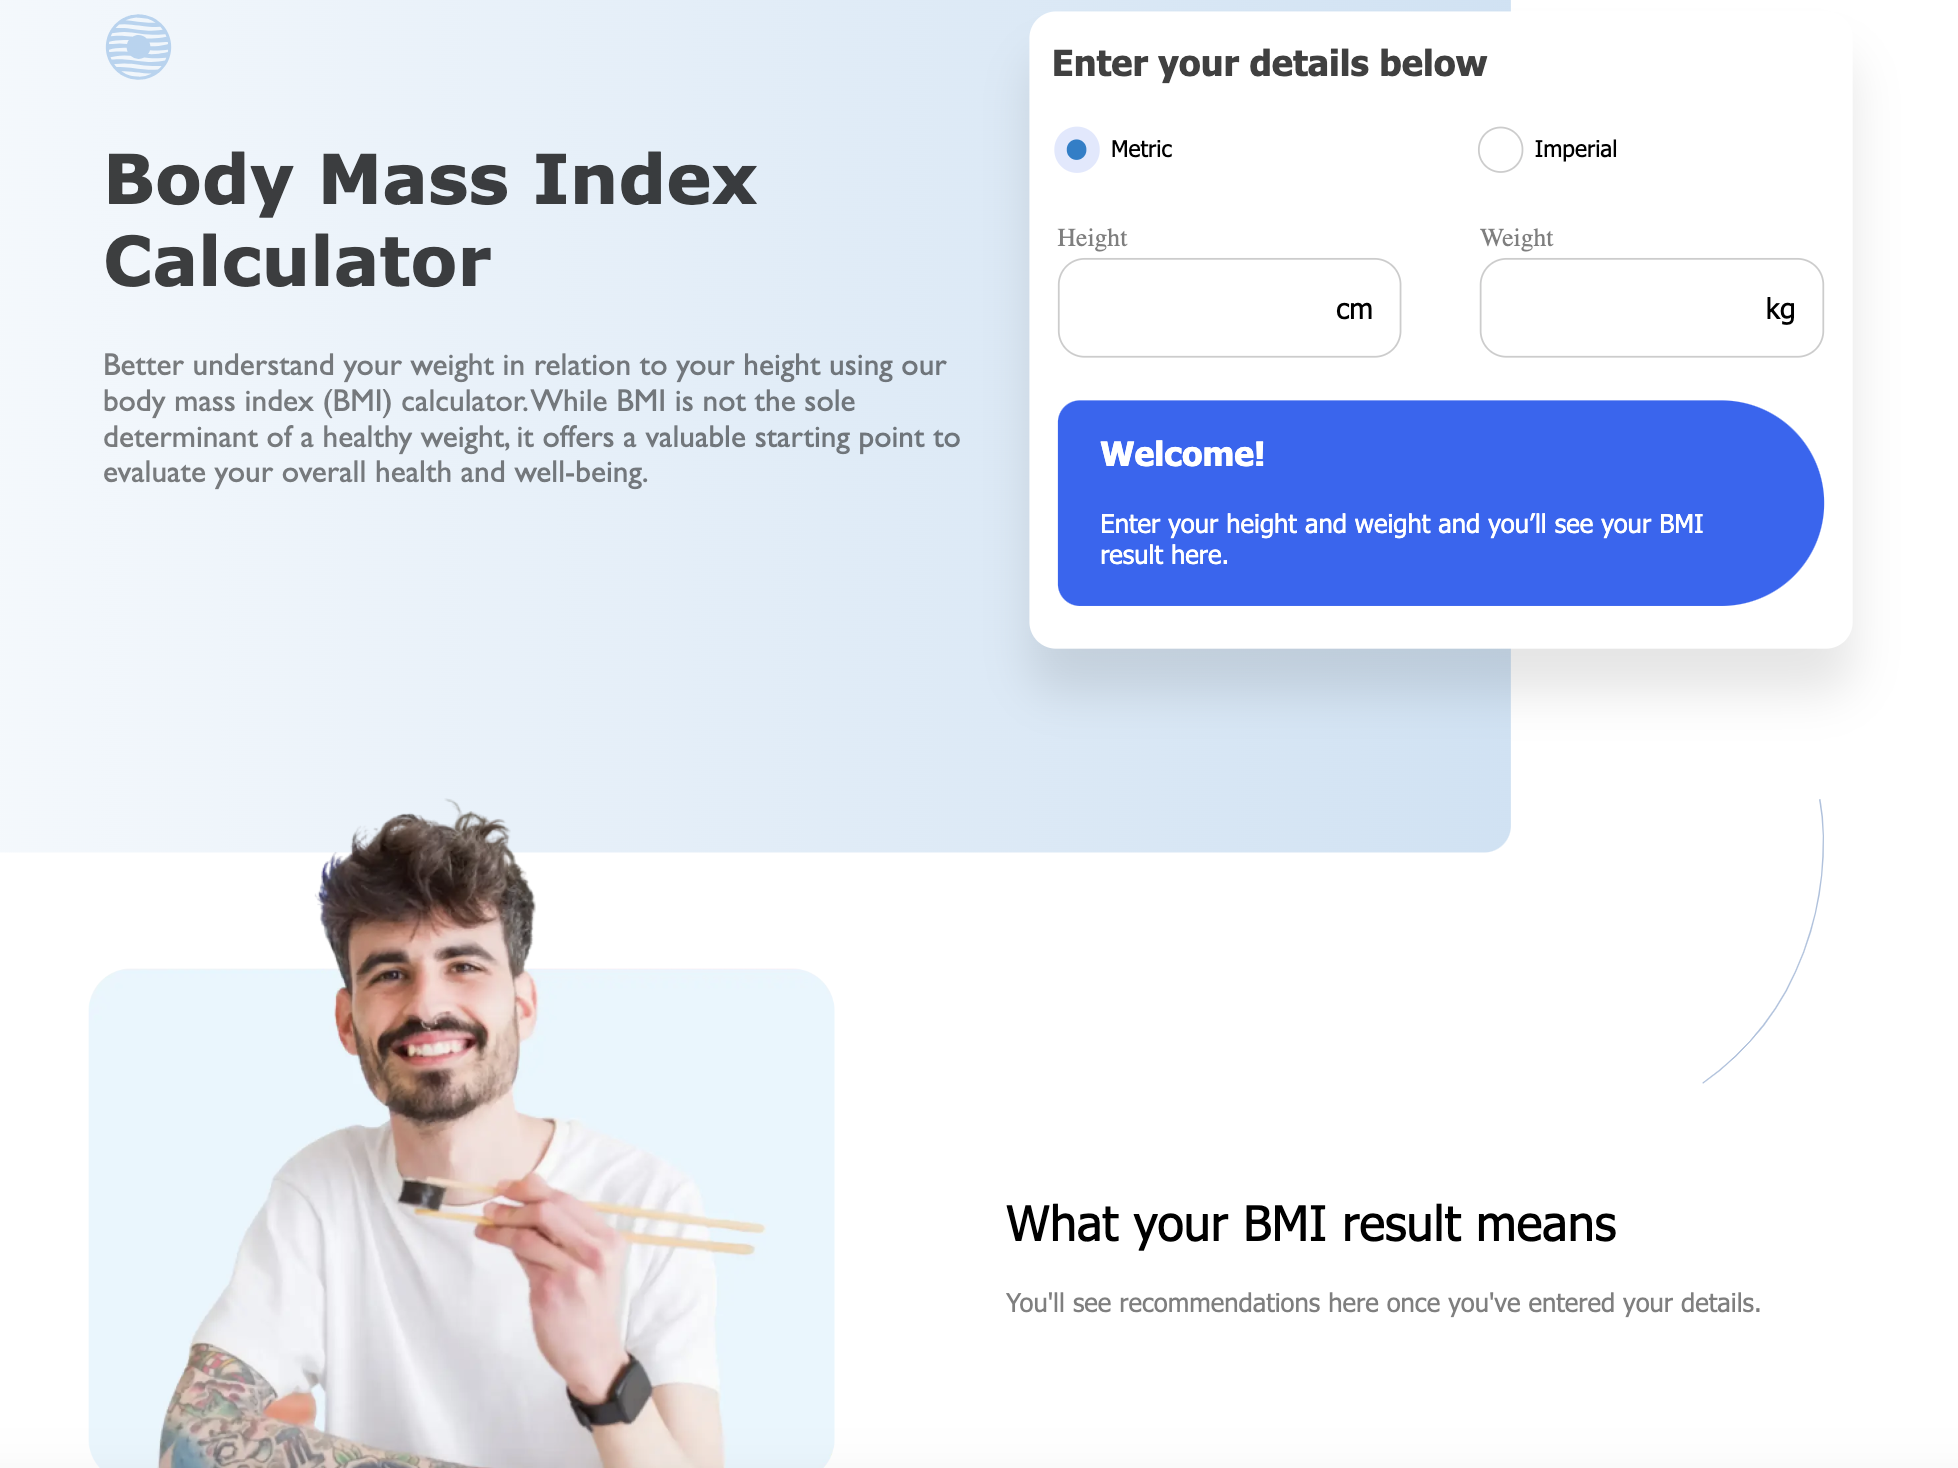 Body Mass Index
Calculator
Better understand your weight in relation to your height using our
body mass index (BMI) calculator. While BMI is not the sole
determinant of a healthy weight, it offers a valuable starting point to
evaluate your overall health and well-being.
Enter your details below
Metric
Imperial
Height
Weight
cm
kg
Welcome!
Enter your height and weight and you’ll see your BMI
result here.
What your BMI result means
You'll see recommendations here once you've entered your details.